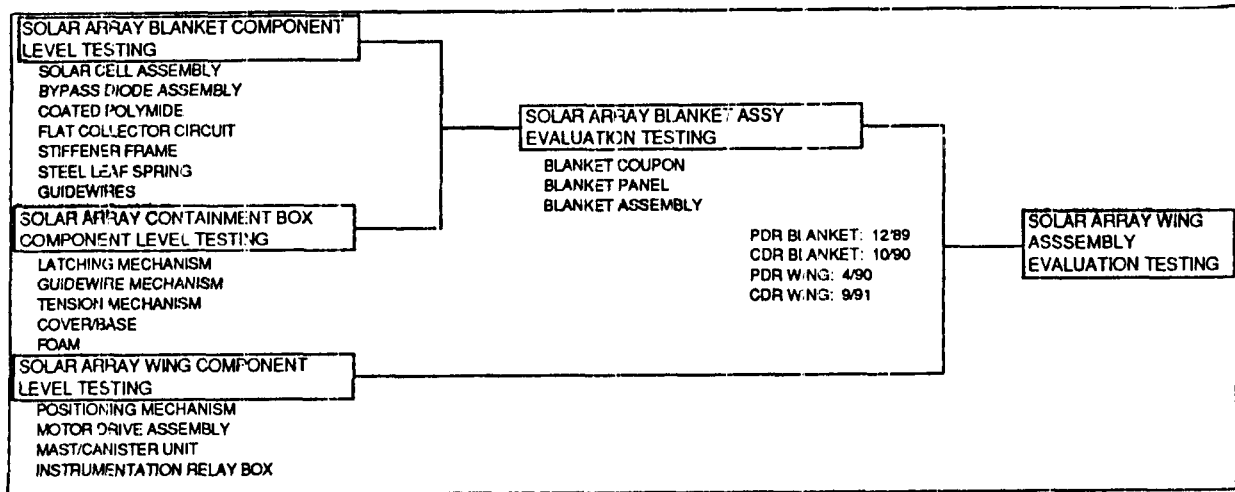 SOLAR ARRAY BLANKET COMPONENT
LEVEL TESTING
SOLAR CELL ASSEMBLY
BYPASS DIODE ASSEMBLY
COATED POLYMIDE
FLAT COLLECTOR CIRCUIT
STIFFENER FRAME
STEEL LEAF SPRING
GUIDEWIRES
SOLAR ARRAY CONTAINMENT BOX
COMPONENT LEVEL TESTING
LATCHING MECHANISM
GUIDEWIRE MECHANISM
TENSION MECHANISM
COVER/BASE
FOAM
SOLAR ARRAY WING COMPONENT
LEVEL TESTING
POSITIONING MECHANISM
MOTOR DRIVE ASSEMBLY
MAST/CANISTER UNIT
INSTRUMENTATION RELAY BOX
SOLAR ARRAY BLANKET ASSY
EVALUATION TESTING
BLANKET COUPON
BLANKET PANEL
BLANKET ASSEMBLY
PDR BLANKET: 12'89
CDR BLANKET: 10/90
PDR WING: 4/90
CDR WING: 9/91
SOLAR ARRAY WING
ASSSEMBLY
EVALUATION TESTING